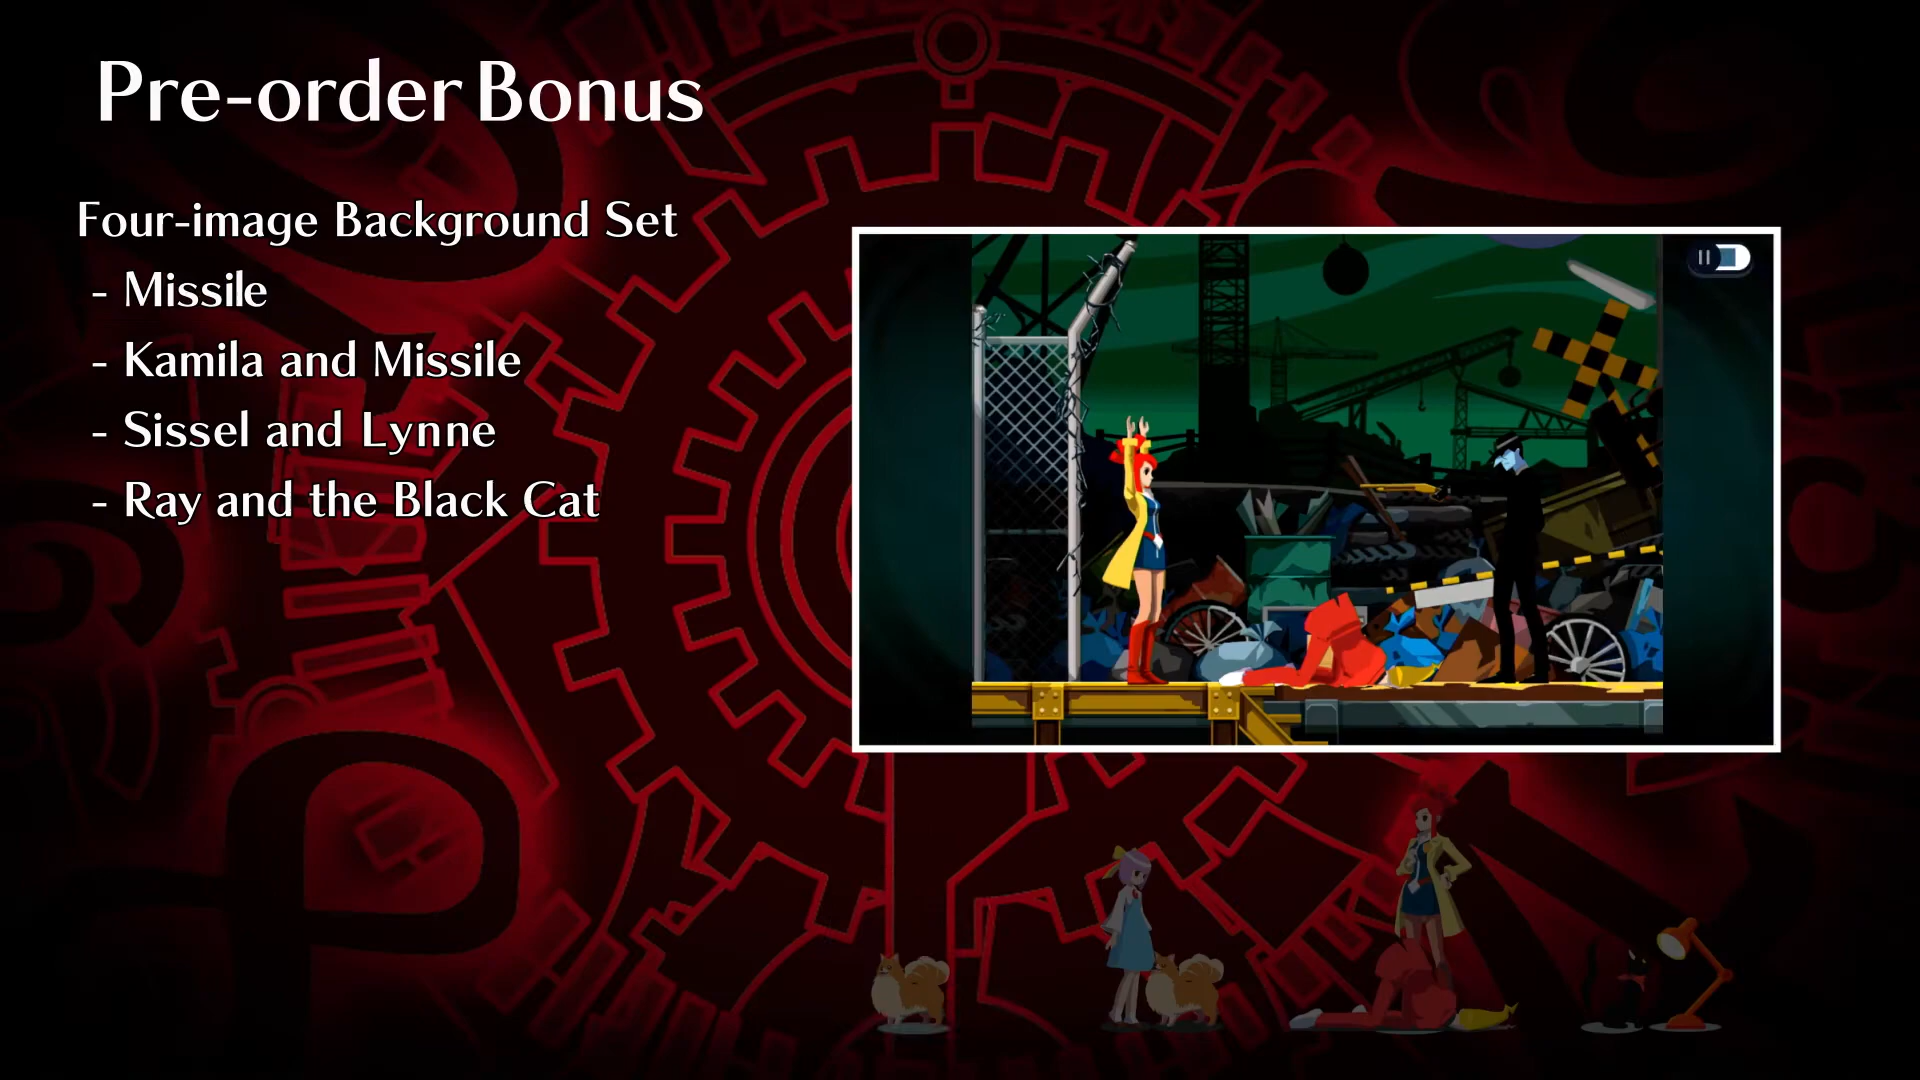 Pre-order Bonus
Four-image Background Set
- Missile
- Kamila and Missile
- Sissel and Lynne
- Ray and the Black Cat